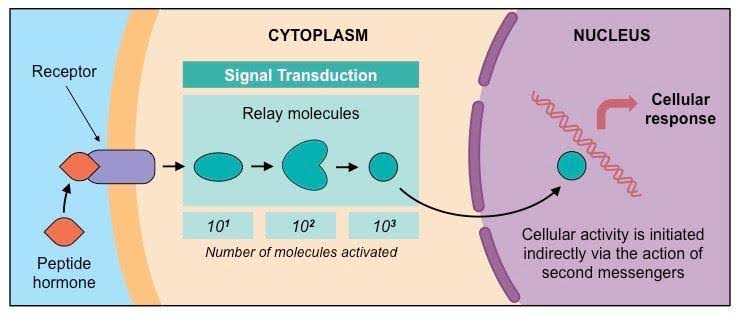 CYTOPLASM
NUCLEUS
Receptor
Signal Transduction
Relay molecules
Cellular
response
10¹
10²
10³
Number of molecules activated
Peptide
hormone
Cellular activity is initiated
indirectly via the action of
second messengers